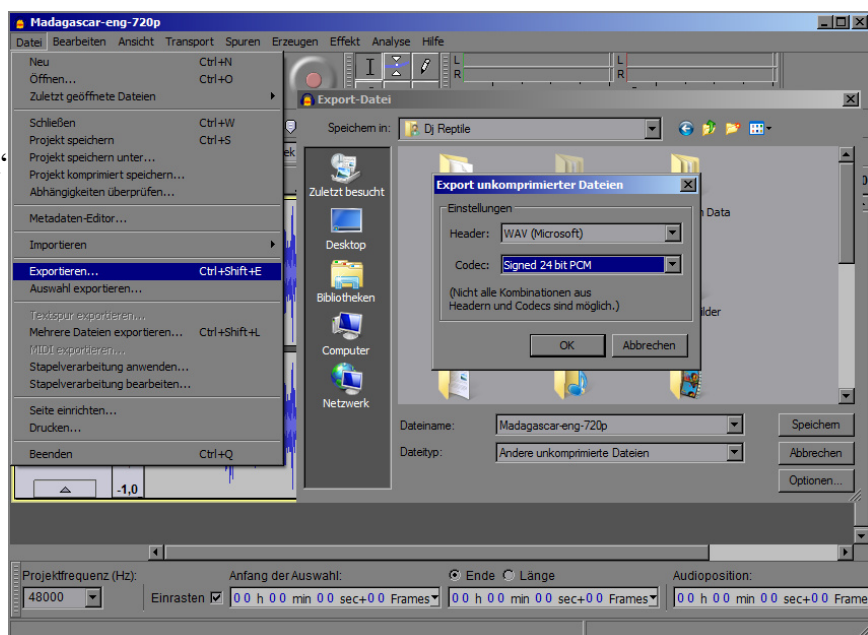 Madagascar-eng-720p
Datei Bearbeiten Ansicht Transport Spuren Erzeugen Effekt Analyse Hilfe
Neu Ctrl+N
Öffnen... Ctrl+O
Zuletzt geöffnete Dateien
Schließen Ctrl+W
Projekt speichern Ctrl+S
Projekt speichern unter...
Projekt komprimiert speichern...
Abhängigkeiten überprüfen...
Metadaten-Editor...
Importieren
Exportieren... Ctrl+Shift+E
Auswahl exportieren...
Textspur exportieren...
Mehrere Dateien exportieren... Ctrl+Shift+L
MIDI exportieren...
Stapelverarbeitung anwenden...
Stapelverarbeitung bearbeiten...
Seite einrichten...
Drucken...
Beenden Ctrl+Q
L
R
L
R
Export-Datei
Speichern in: Dj Reptile
Zuletzt besucht
Desktop
Bibliotheken
Computer
Netzwerk
Data
Export unkomprimierter Dateien
Einstellungen
Header: WAV (Microsoft)
Codec: Signed 24 bit PCM
(Nicht alle Kombinationen aus
Headern und Codecs sind möglich.)
OK Abbrechen
Dateiname: Madagascar-eng-720p Speichern
Dateityp: Andere unkomprimierte Dateien Abbrechen
Optionen...
-1,0
Projektfrequenz (Hz): Anfang der Auswahl: Ende Länge Audioposition:
48000 Einrasten 00 h 00 min 00 sec+00 Frames 00 h 00 min 00 sec+00 Frames 00 h 00 min 00 sec+00 Frame